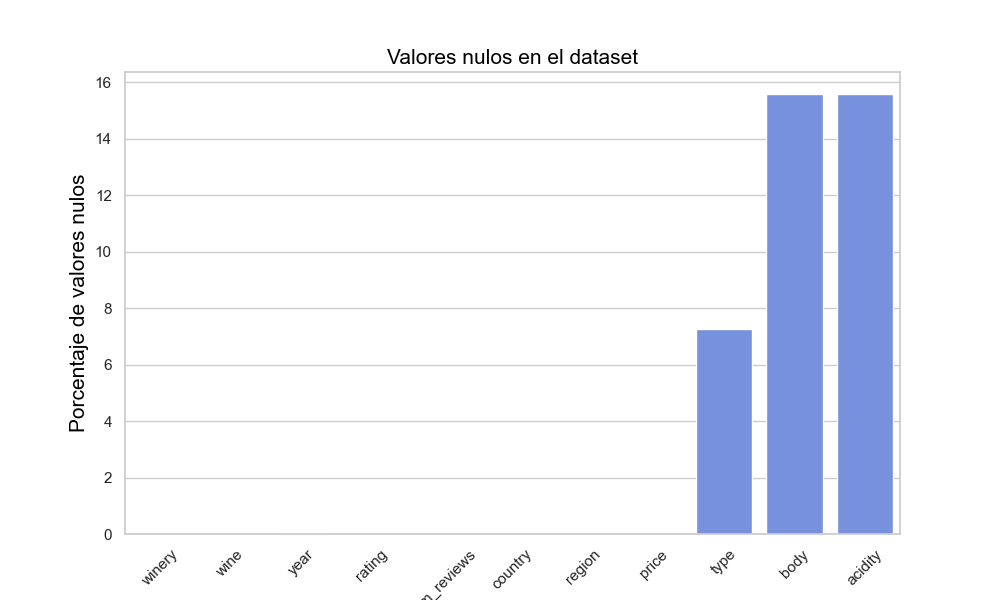 Valores nulos en el dataset
Porcentaje de valores nulos
16
14
12
10
8
6
4
2
0
winery
wine
year
rating
m_reviews
country
region
price
type
body
acidity